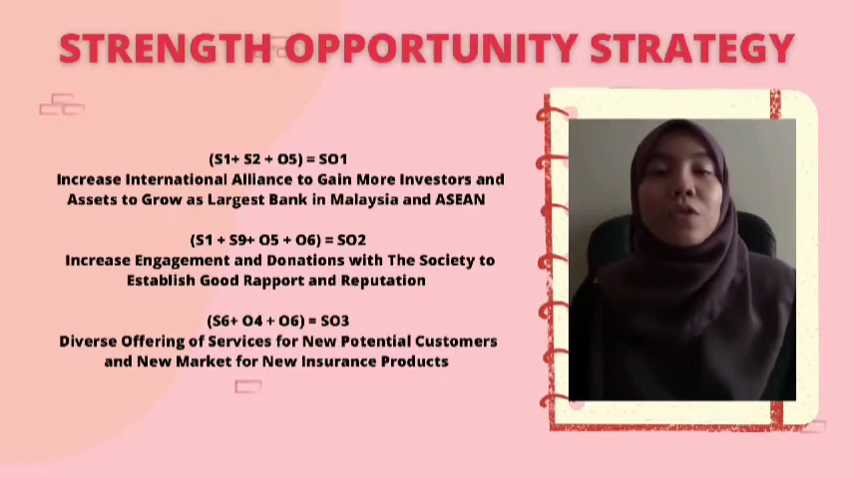 STRENGTH OPPORTUNITY STRATEGY
(S1+ S2 + O5) = SO1
Increase International Alliance to Gain More Investors and
Assets to Grow as Largest Bank in Malaysia and ASEAN
(S1 + S9+ O5 + O6) = SO2
Increase Engagement and Donations with The Society to
Establish Good Rapport and Reputation
(S6+ O4 + O6) = SO3
Diverse Offering of Services for New Potential Customers
and New Market for New Insurance Products